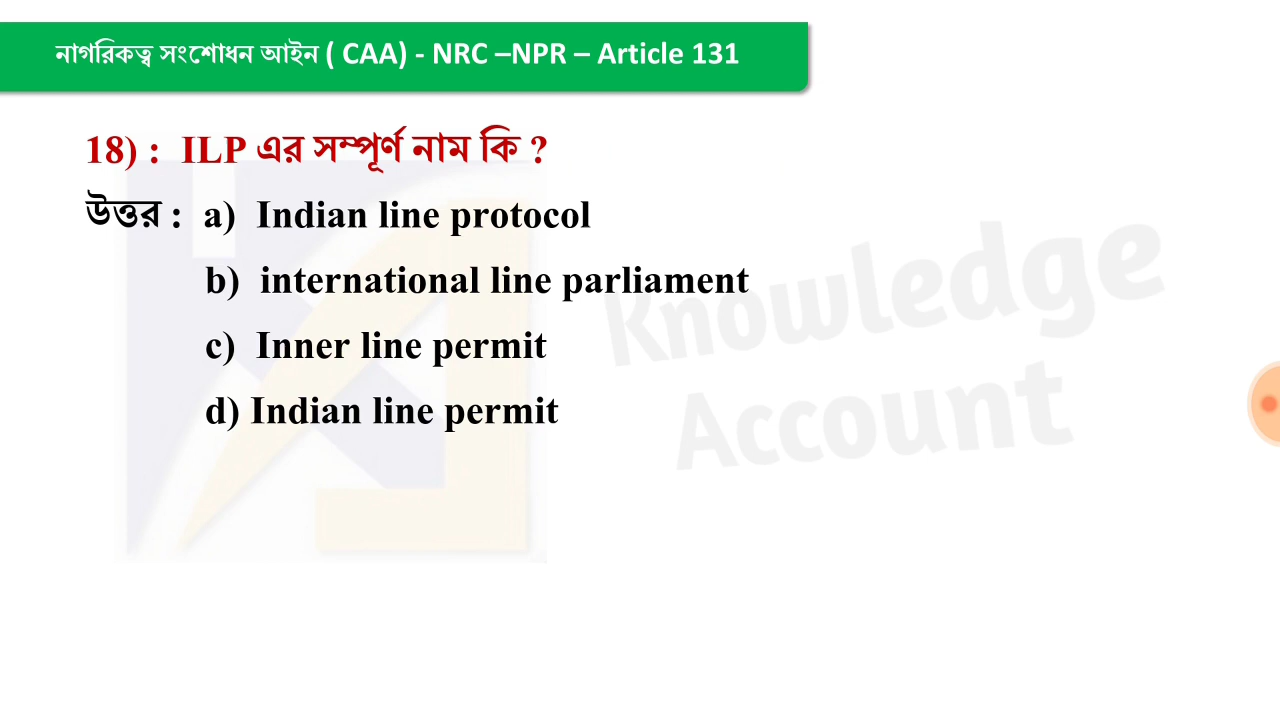 নাগরিকত্ব সংশোধন আইন ( CAA) - NRC –NPR – Article 131
18) : ILP এর সম্পূর্ণ নাম কি ?
উত্তর : a) Indian line protocol
b) international line parliament
c) Inner line permit
d) Indian line permit
Knowledge
Account